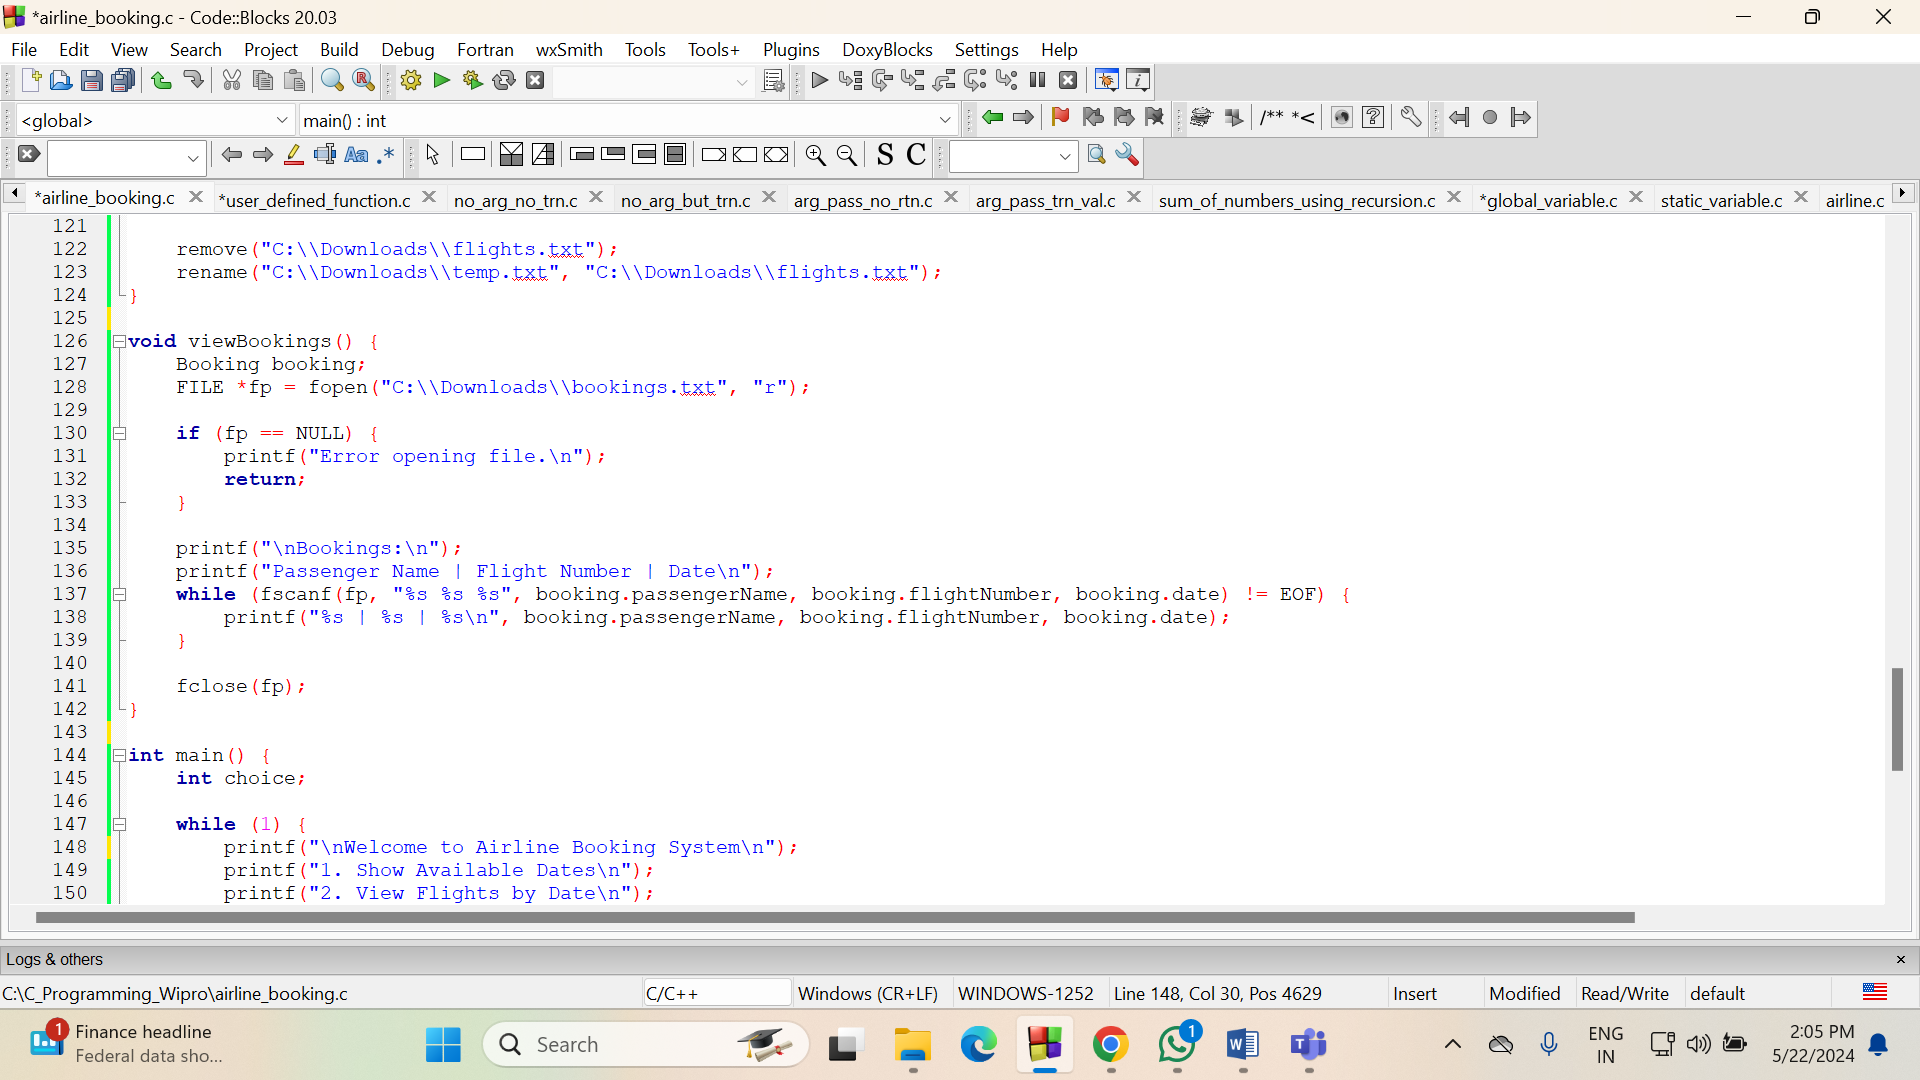 *airline_booking.c - Code::Blocks 20.03
File Edit View Search Project Build Debug Fortran wxSmith Tools Tools+ Plugins DoxyBlocks Settings Help
<global> main() : int /** *<
Aa .* S C
*airline_booking.c *user_defined_function.c no_arg_no_trn.c no_arg_but_trn.c arg_pass_no_rtn.c arg_pass_trn_val.c sum_of_numbers_using_recursion.c *global_variable.c static_variable.c airline.c
121
122 remove("C:\\Downloads\\flights.txt");
123 rename("C:\\Downloads\\temp.txt", "C:\\Downloads\\flights.txt");
124 }
125
126 void viewBookings() {
127 Booking booking;
128 FILE *fp = fopen("C:\\Downloads\\bookings.txt", "r");
129
130 if (fp == NULL) {
131 printf("Error opening file.\n");
132 return;
133 }
134
135 printf("\nBookings:\n");
136 printf("Passenger Name | Flight Number | Date\n");
137 while (fscanf(fp, "%s %s %s", booking.passengerName, booking.flightNumber, booking.date) != EOF) {
138 printf("%s | %s | %s\n", booking.passengerName, booking.flightNumber, booking.date);
139 }
140
141 fclose(fp);
142 }
143
144 int main() {
145 int choice;
146
147 while (1) {
148 printf("\nWelcome to Airline Booking System\n");
149 printf("1. Show Available Dates\n");
150 printf("2. View Flights by Date\n");
Logs & others
C:\C_Programming_Wipro\airline_booking.c C/C++ Windows (CR+LF) WINDOWS-1252 Line 148, Col 30, Pos 4629 Insert Modified Read/Write default
1 Finance headline
Federal data sho...
Search
1
ENG
IN
2:05 PM
5/22/2024